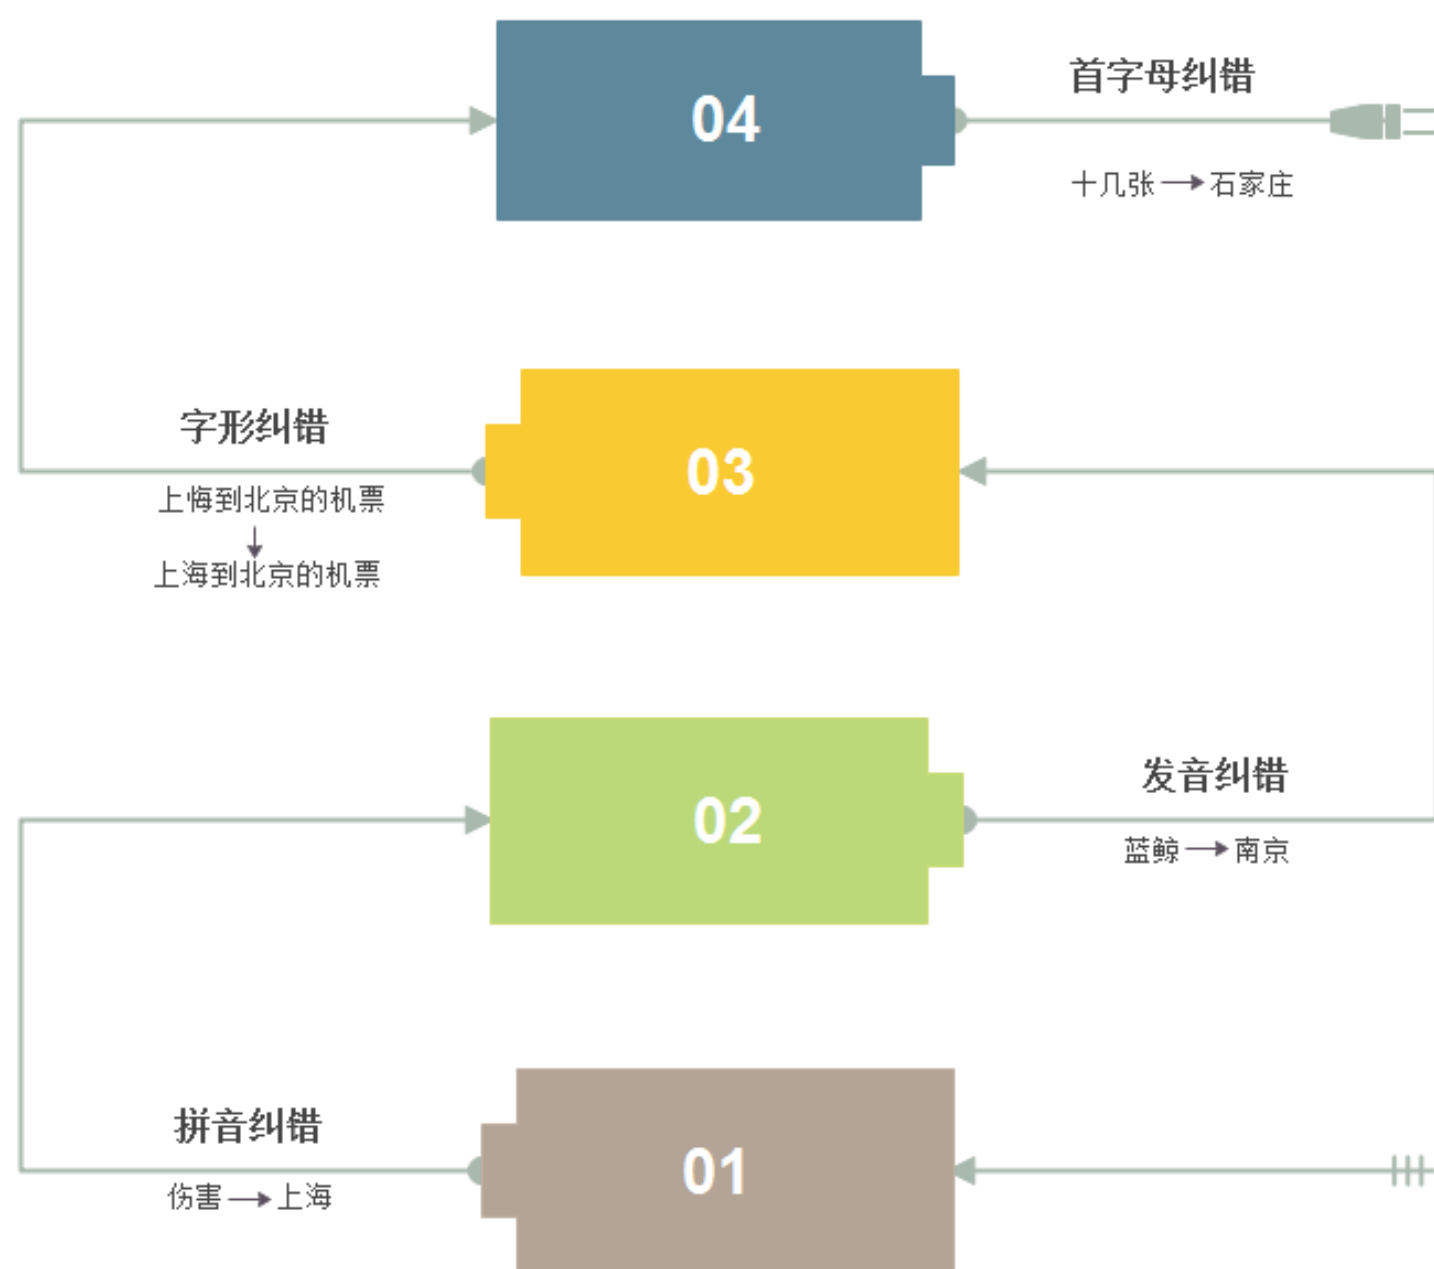 04
首字母纠错
十几张→石家庄
03
字形纠错
上悔到北京的机票
↓
上海到北京的机票
02
发音纠错
蓝鲸→南京
01
拼音纠错
伤害→上海